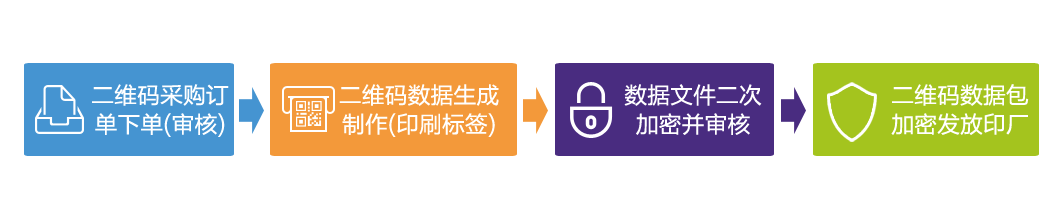 二维码采购订
单下单(审核)
二维码数据生成
制作(印刷标签)
数据文件二次
加密并审核
二维码数据包
加密发放印厂